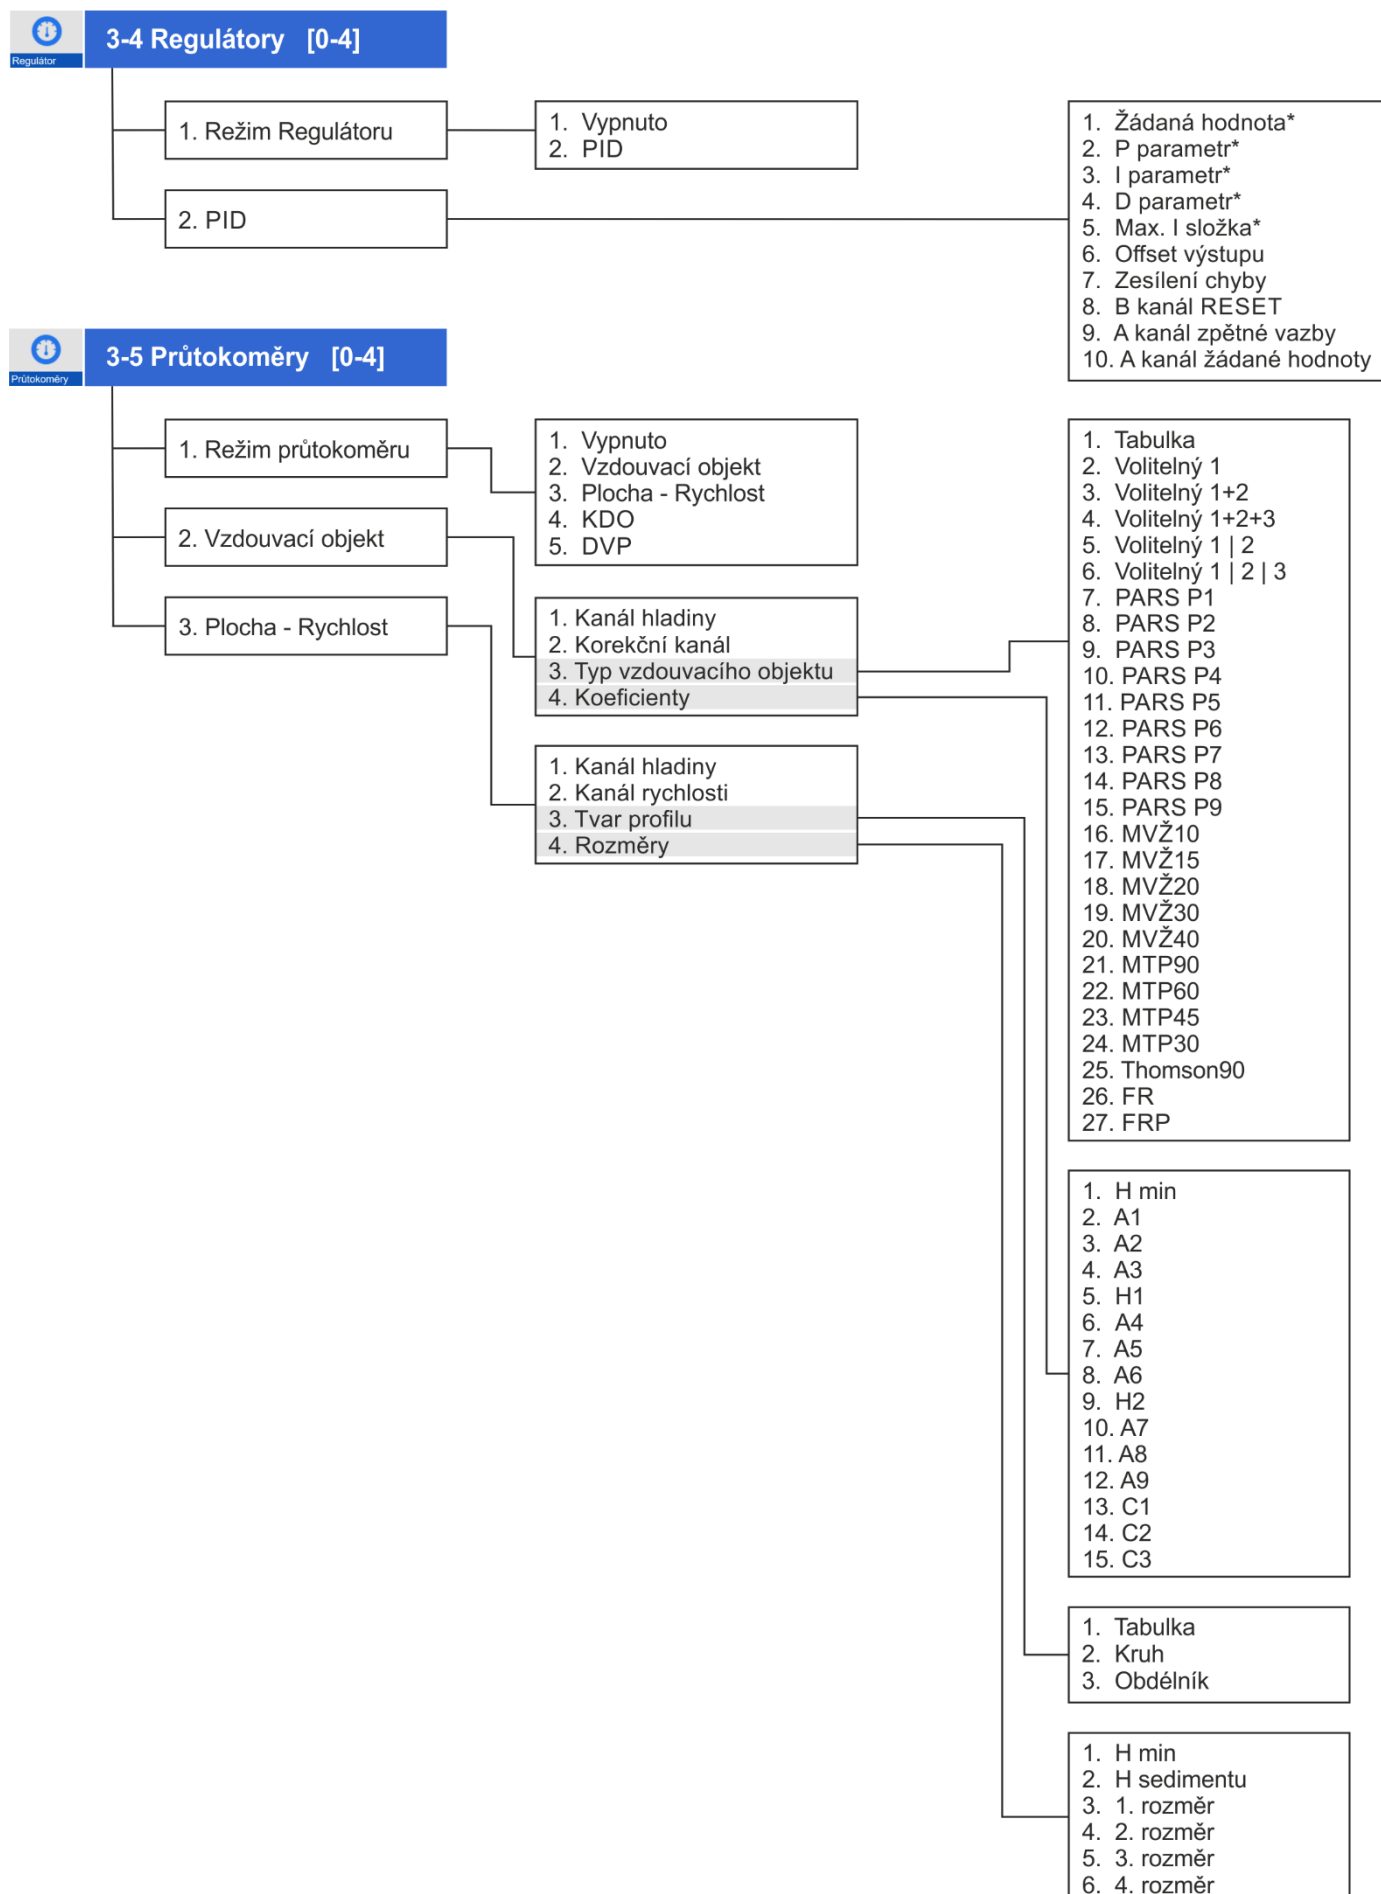 3-4 Regulátory [0-4]
Regulátor
1. Režim Regulátoru
1. Vypnuto
2. PID
2. PID
1. Žádaná hodnota*
2. P parametr*
3. I parametr*
4. D parametr*
5. Max. I složka*
6. Offset výstupu
7. Zesílení chyby
8. B kanál RESET
9. A kanál zpětné vazby
10. A kanál žádané hodnoty
3-5 Průtokoměry [0-4]
Průtokoměry
1. Režim průtokoměru
2. Vzdouvací objekt
3. Plocha - Rychlost
1. Vypnuto
2. Vzdouvací objekt
3. Plocha - Rychlost
4. KDO
5. DVP
1. Kanál hladiny
2. Korekční kanál
3. Typ vzdouvacího objektu
4. Koeficienty
1. Kanál hladiny
2. Kanál rychlosti
3. Tvar profilu
4. Rozměry
1. Tabulka
2. Volitelný 1
3. Volitelný 1+2
4. Volitelný 1+2+3
5. Volitelný 1 | 2
6. Volitelný 1 | 2 | 3
7. PARS P1
8. PARS P2
9. PARS P3
10. PARS P4
11. PARS P5
12. PARS P6
13. PARS P7
14. PARS P8
15. PARS P9
16. MVŽ10
17. MVŽ15
18. MVŽ20
19. MVŽ30
20. MVŽ40
21. MTP90
22. MTP60
23. MTP45
24. MTP30
25. Thomson90
26. FR
27. FRP
1. H min
2. A1
3. A2
4. A3
5. H1
6. A4
7. A5
8. A6
9. H2
10. A7
11. A8
12. A9
13. C1
14. C2
15. C3
1. Tabulka
2. Kruh
3. Obdélník
1. H min
2. H sedimentu
3. 1. rozměr
4. 2. rozměr
5. 3. rozměr
6. 4. rozměr